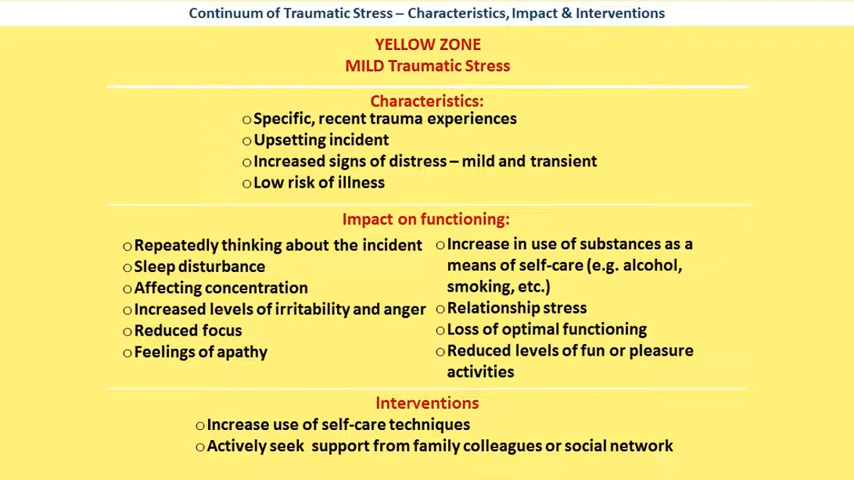 Continuum of Traumatic Stress – Characteristics, Impact & Interventions
YELLOW ZONE
MILD Traumatic Stress
Characteristics:
o Specific, recent trauma experiences
o Upsetting incident
o Increased signs of distress – mild and transient
o Low risk of illness
Impact on functioning:
o Repeatedly thinking about the incident
o Sleep disturbance
o Affecting concentration
o Increased levels of irritability and anger
o Reduced focus
o Feelings of apathy
o Increase in use of substances as a
means of self-care (e.g. alcohol,
smoking, etc.)
o Relationship stress
o Loss of optimal functioning
o Reduced levels of fun or pleasure
activities
Interventions
o Increase use of self-care techniques
o Actively seek support from family colleagues or social network